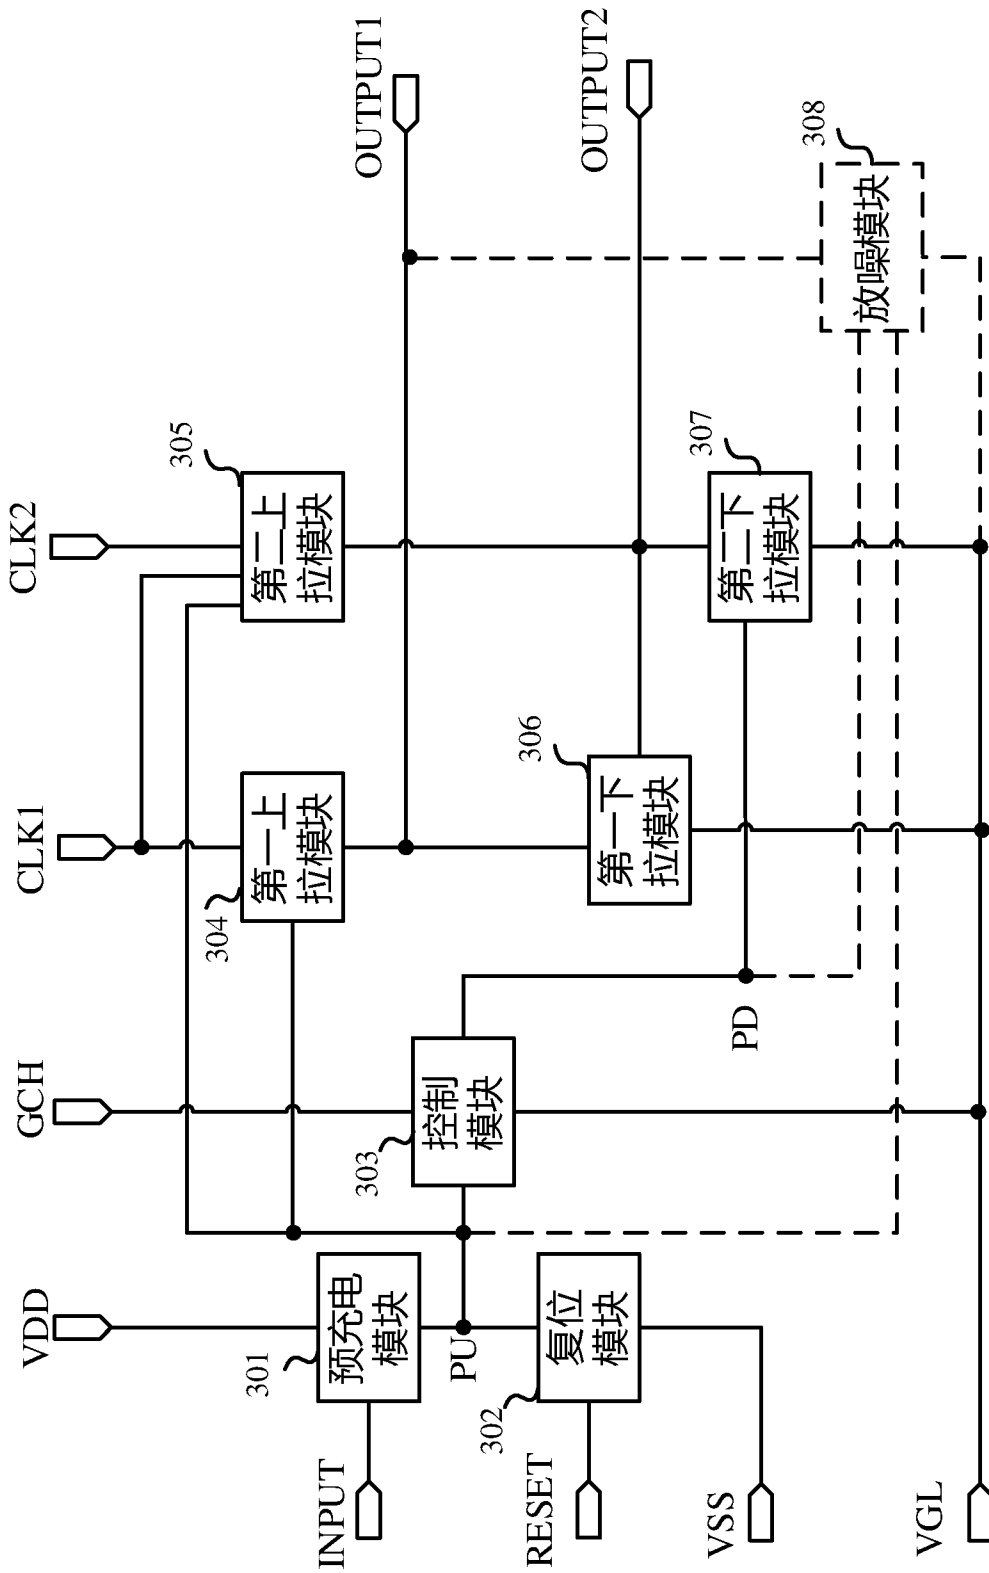 VDD
GCH
CLK1
CLK2
INPUT
301
预充电
模块
PU
RESET
302
复位
模块
VSS
VGL
303
控制
模块
PD
304
第一上
拉模块
305
第二上
拉模块
306
第一下
拉模块
307
第二下
拉模块
OUTPUT1
OUTPUT2
308
放噪模块